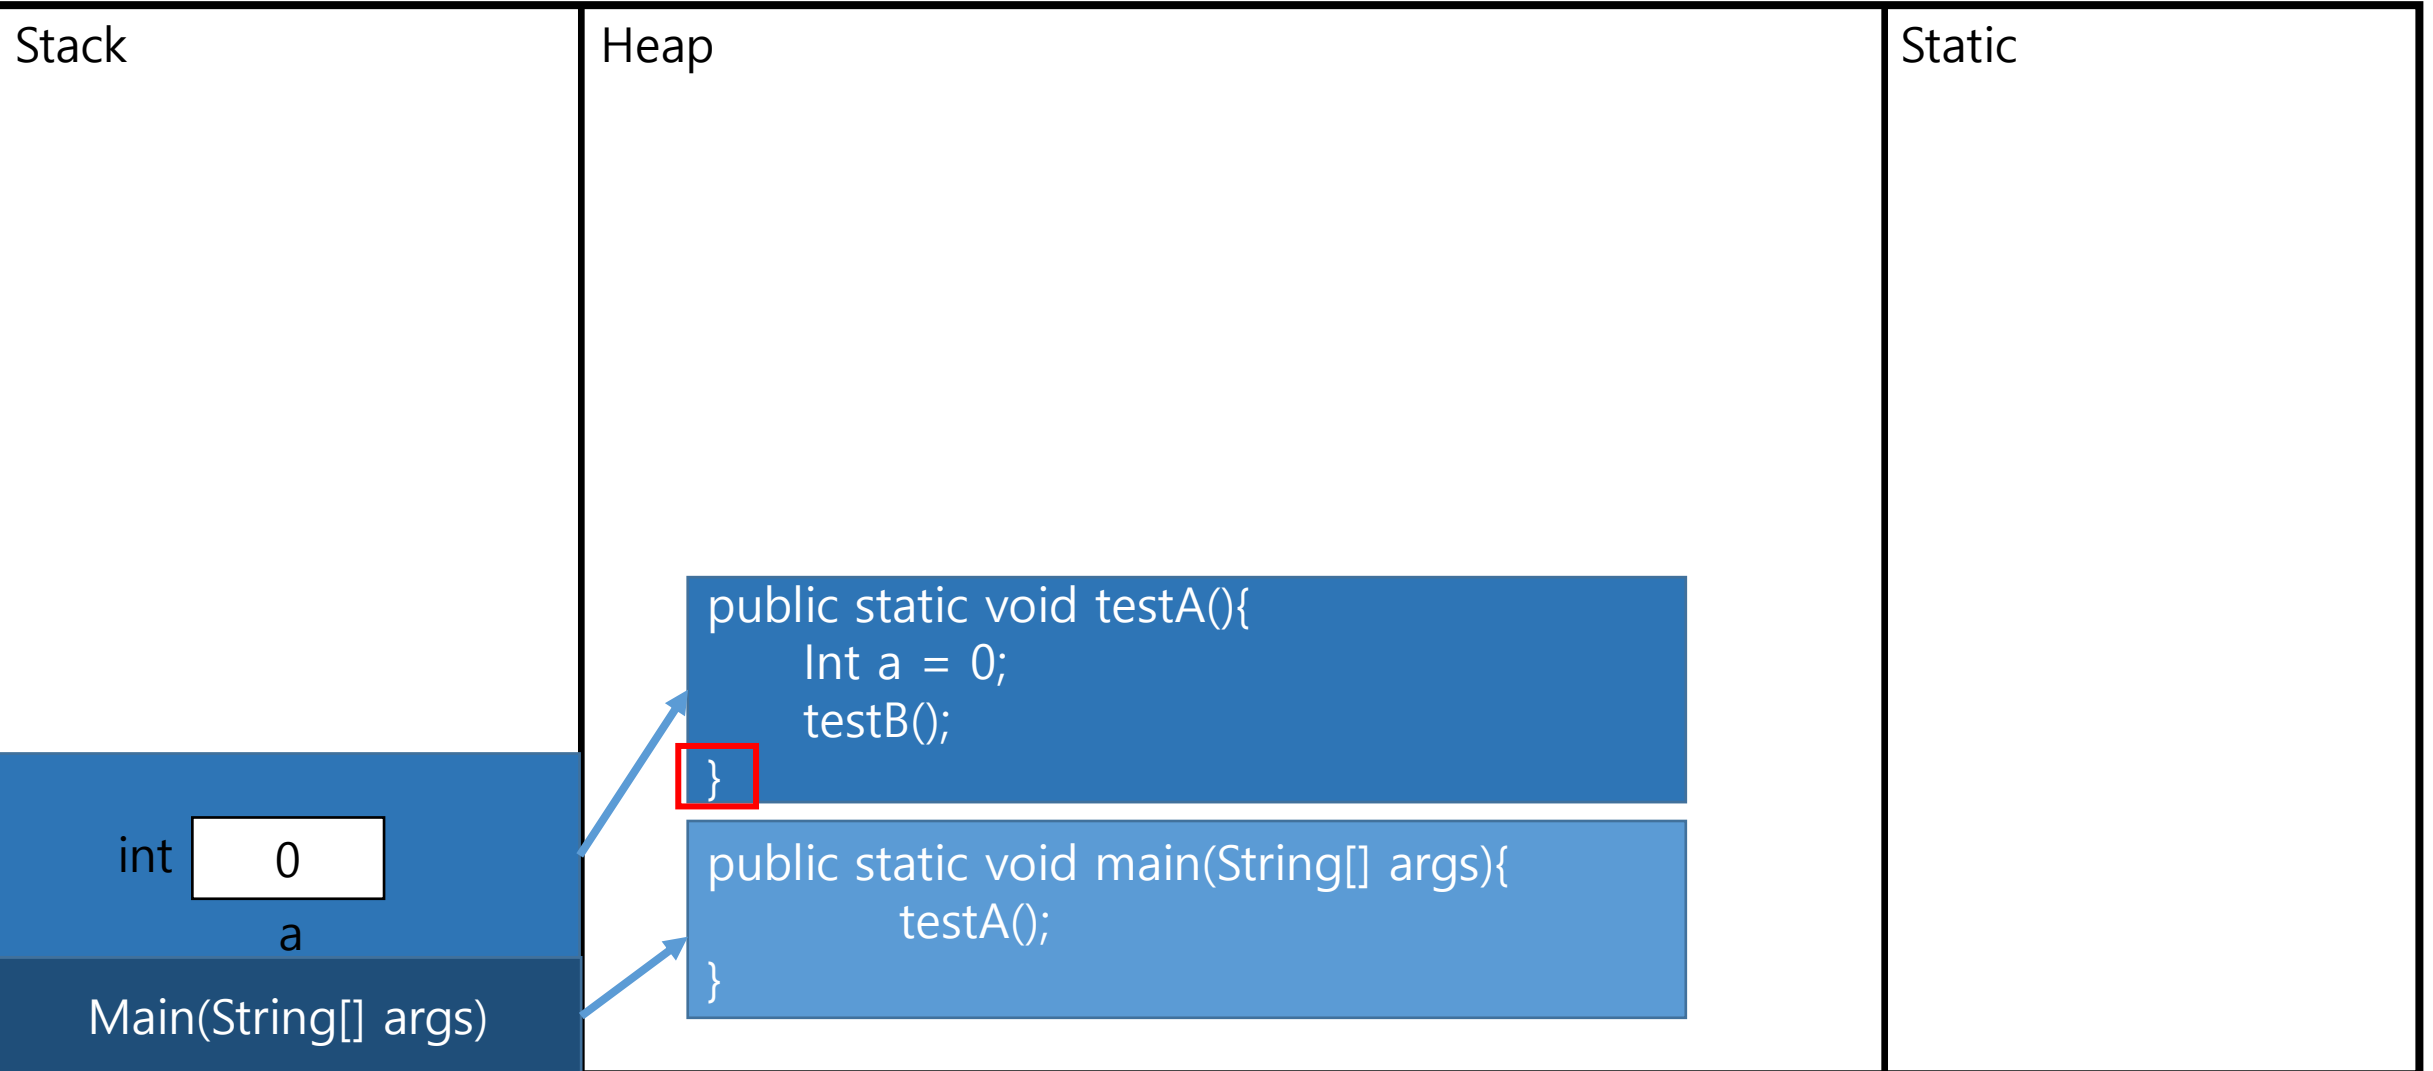 Stack
Heap
Static
public static void testA(){
Int a = 0;
testB();
}
int
0
a
public static void main(String[] args){
testA();
}
Main(String[] args)